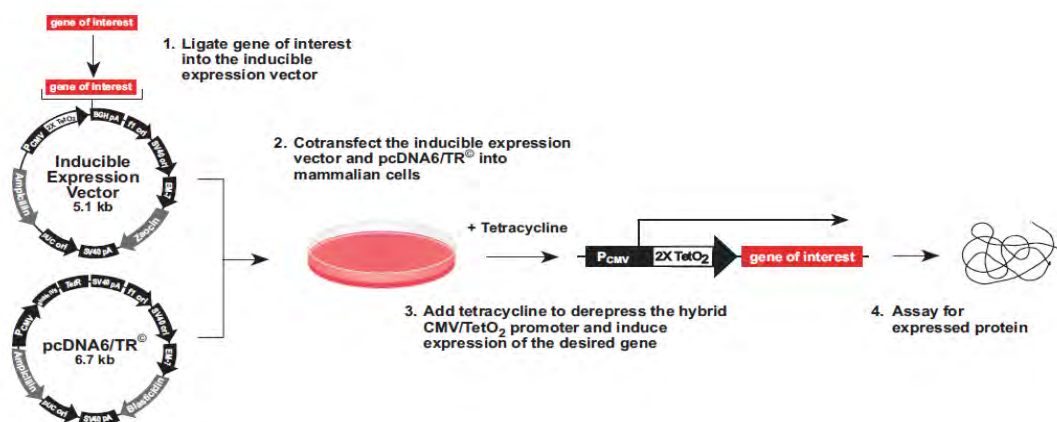 gene of interest
1. Ligate gene of interest
into the inducible
expression vector
gene of interest
PCMV
2X TetO2
BGH pA
f1 ori
SV40 ori
EM-7
Zeocin
SV40 pA
pUC ori
Ampicillin
Inducible
Expression
Vector
5.1 kb
2. Cotransfect the inducible expression
vector and pcDNA6/TR©into
mammalian cells
+ Tetracycline
PCMV 2X TetO2 gene of interest
3. Add tetracycline to derepress the hybrid
CMV/TetO2 promoter and induce
expression of the desired gene
4. Assay for
expressed protein
PCMV
TetR
SV40 pA
f1 ori
SV40 ori
EM-7
Blasticidin
SV40 pA
pUC ori
Ampicillin
pcDNA6/TR©
6.7 kb